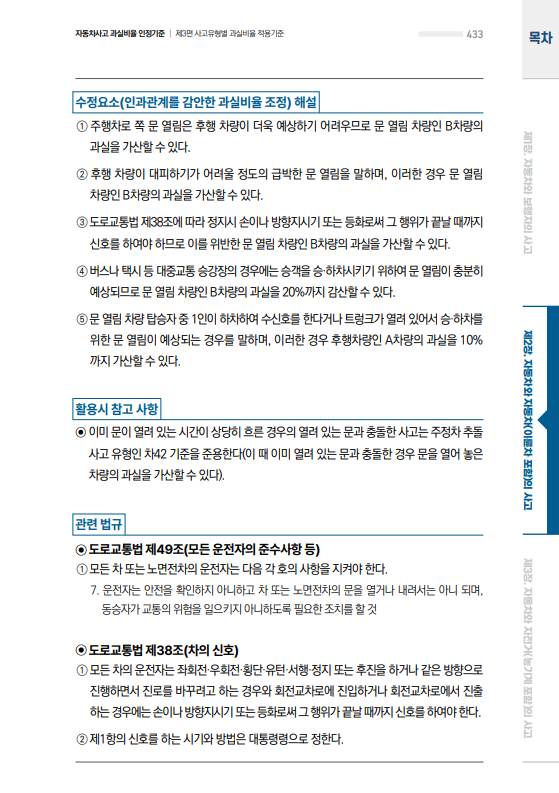 자동차사고 과실비율 인정기준 | 제3편 사고유형별 과실비율 적용기준
433
목차
수정요소(인과관계를 감안한 과실비율 조정) 해설
① 주행차로 쪽 문 열림은 후행 차량이 더욱 예상하기 어려우므로 문 열림 차량인 B차량의
과실을 가산할 수 있다.
② 후행 차량이 대피하기가 어려울 정도의 급박한 문 열림을 말하며, 이러한 경우 문 열림
차량인 B차량의 과실을 가산할 수 있다.
③ 도로교통법 제38조에 따라 정지시 손이나 방향지시기 또는 등화로써 그 행위가 끝날 때까지
신호를 하여야 하므로 이를 위반한 문 열림 차량인 B차량의 과실을 가산할 수 있다.
④ 버스나 택시 등 대중교통 승강장의 경우에는 승객을 승·하차시키기 위하여 문 열림이 충분히
예상되므로 문 열림 차량인 B차량의 과실을 20%까지 감산할 수 있다.
⑤ 문 열림 차량 탑승자 중 1인이 하차하여 수신호를 한다거나 트렁크가 열려 있어서 승·하차를
위한 문 열림이 예상되는 경우를 말하며, 이러한 경우 후행차량인 A차량의 과실을 10%
까지 가산할 수 있다.
활용시 참고 사항
◉ 이미 문이 열려 있는 시간이 상당히 흐른 경우의 열려 있는 문과 충돌한 사고는 주정차 추돌
사고 유형인 차42 기준을 준용한다(이 때 이미 열려 있는 문과 충돌한 경우 문을 열어 놓은
차량의 과실을 가산할 수 있다).
관련 법규
◉ 도로교통법 제49조(모든 운전자의 준수사항 등)
① 모든 차 또는 노면전차의 운전자는 다음 각 호의 사항을 지켜야 한다.
7. 운전자는 안전을 확인하지 아니하고 차 또는 노면전차의 문을 열거나 내려서는 아니 되며,
동승자가 교통의 위험을 일으키지 아니하도록 필요한 조치를 할 것
◉ 도로교통법 제38조(차의 신호)
① 모든 차의 운전자는 좌회전·우회전·횡단·유턴·서행·정지 또는 후진을 하거나 같은 방향으로
진행하면서 진로를 바꾸려고 하는 경우와 회전교차로에 진입하거나 회전교차로에서 진출
하는 경우에는 손이나 방향지시기 또는 등화로써 그 행위가 끝날 때까지 신호를 하여야 한다.
② 제1항의 신호를 하는 시기와 방법은 대통령령으로 정한다.
제1장. 자동차와 보행자의 사고
제2장. 자동차와 자동차(이륜차 포함)의 사고
제3장. 자동차와 자전거(농기계 포함)의 사고